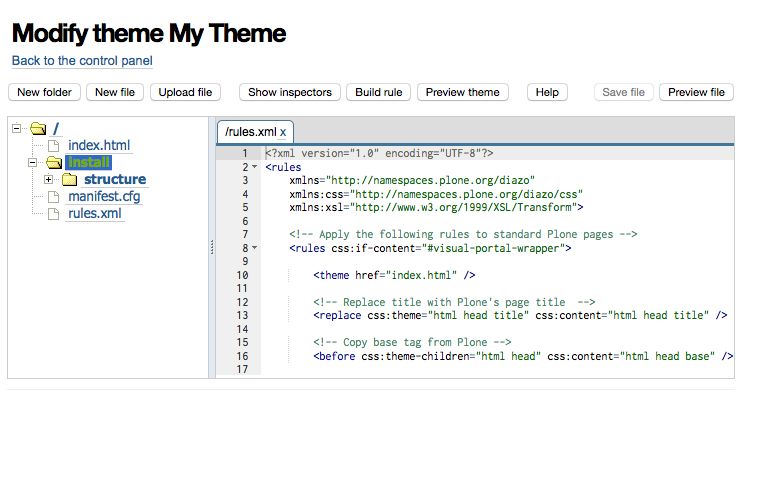 Modify theme My Theme
Back to the control panel
New folder New file Upload file Show inspectors Build rule Preview theme Help Save file Preview file
/
index.html
install
structure
manifest.cfg
rules.xml
/rules.xml x
1 <?xml version="1.0" encoding="UTF-8"?>
2 <rules
3 xmlns="http://namespaces.plone.org/diazo"
4 xmlns:css="http://namespaces.plone.org/diazo/css"
5 xmlns:xsl="http://www.w3.org/1999/XSL/Transform">
6
7 <!-- Apply the following rules to standard Plone pages -->
8 <rules css:if-content="#visual-portal-wrapper">
9
10 <theme href="index.html" />
11
12 <!-- Replace title with Plone's page title -->
13 <replace css:theme="html head title" css:content="html head title" />
14
15 <!-- Copy base tag from Plone -->
16 <before css:theme-children="html head" css:content="html head base" />
17